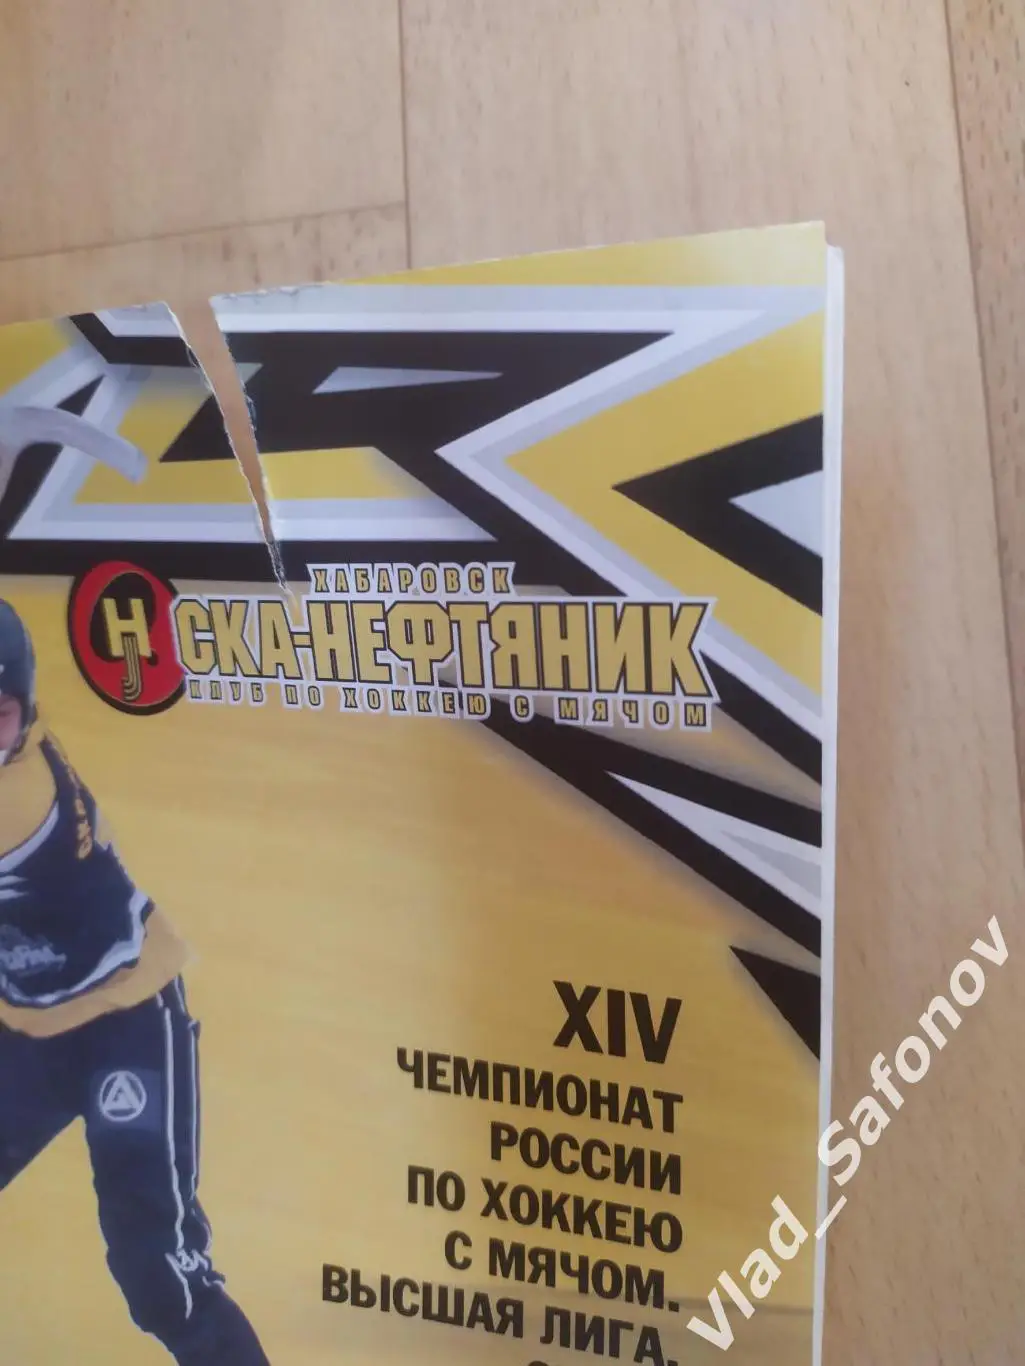 ХАБАРОВСК
СКА-НЕФТЯНИК
КЛУБ ПО ХОККЕЮ С МЯЧОМ
XIV
ЧЕМПИОНАТ
РОССИИ
ПО ХОККЕЮ
С МЯЧОМ.
ВЫСШАЯ ЛИГА.
Vlad_Safonov